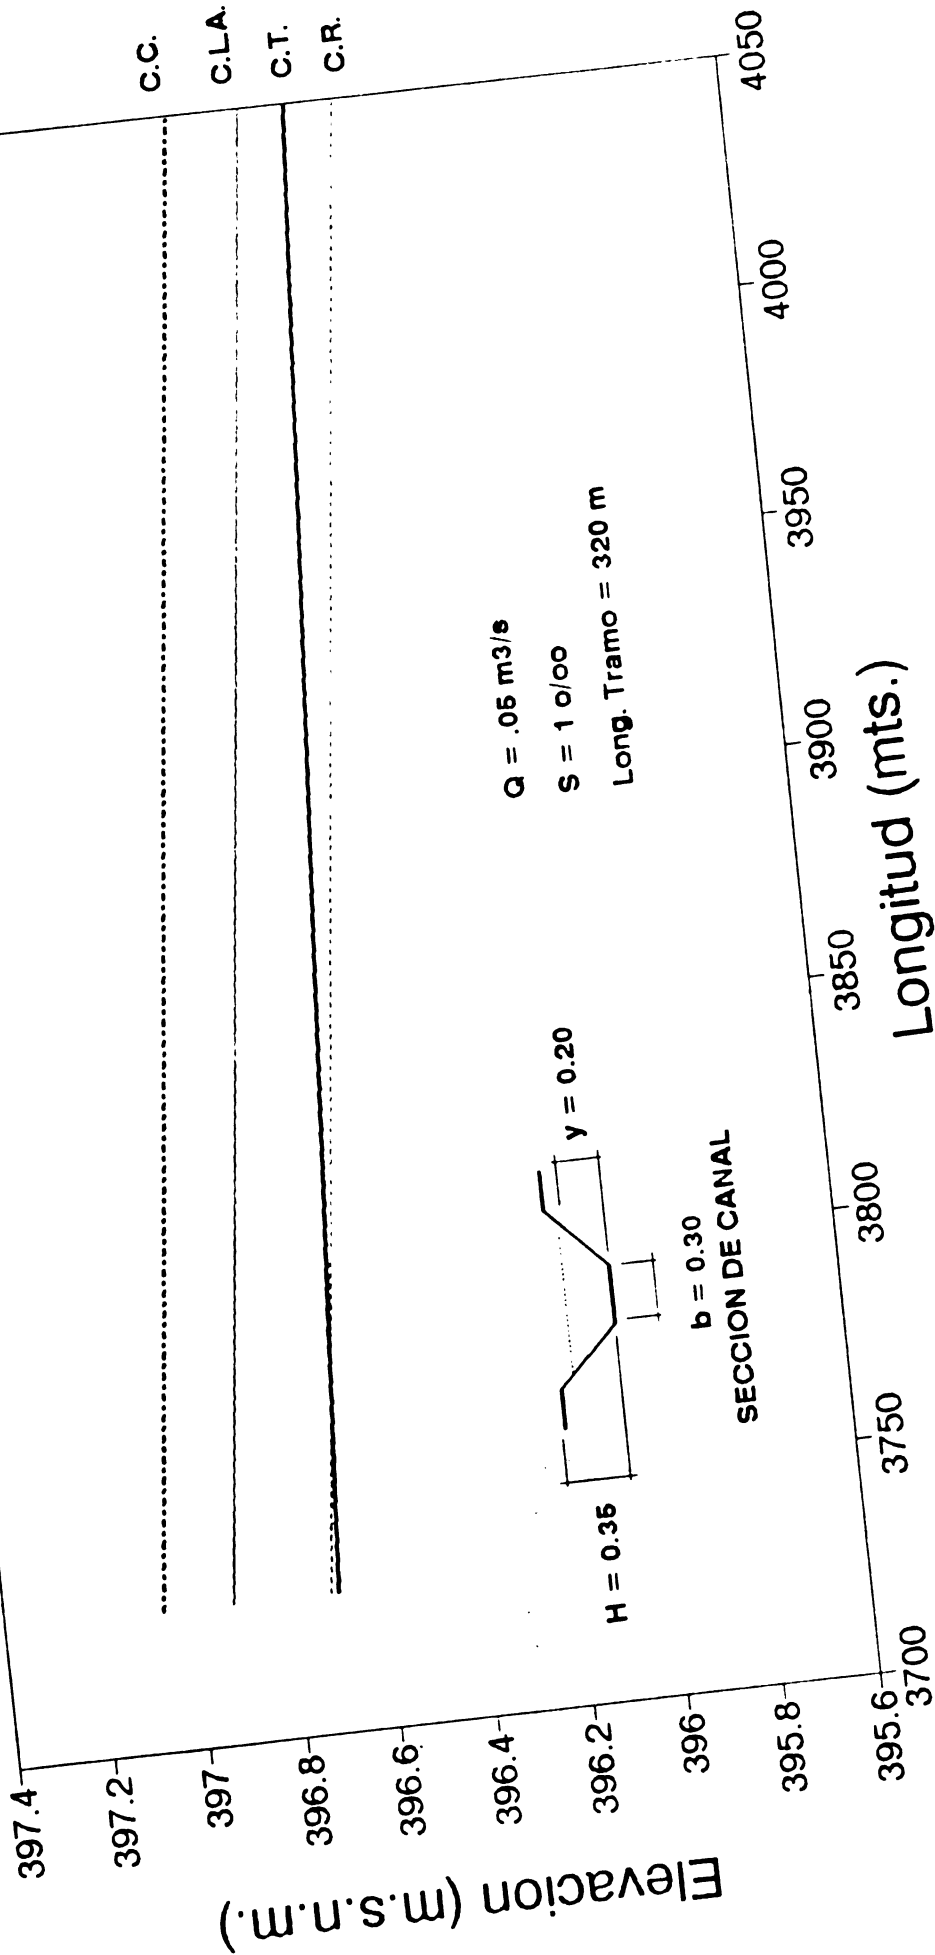 Elevacion (m.s.n.m.)
397.4
397.2
397
396.8
396.6
396.4
396.2
396
395.8
395.6
C.C.
C.L.A.
C.T.
C.R.
Q = .05 m3/s
S = 1 o/oo
Long. Tramo = 320 m
H = 0.35
y = 0.20
b = 0.30
SECCION DE CANAL
3700
3750
3800
3850
3900
3950
4000
4050
Longitud (mts.)